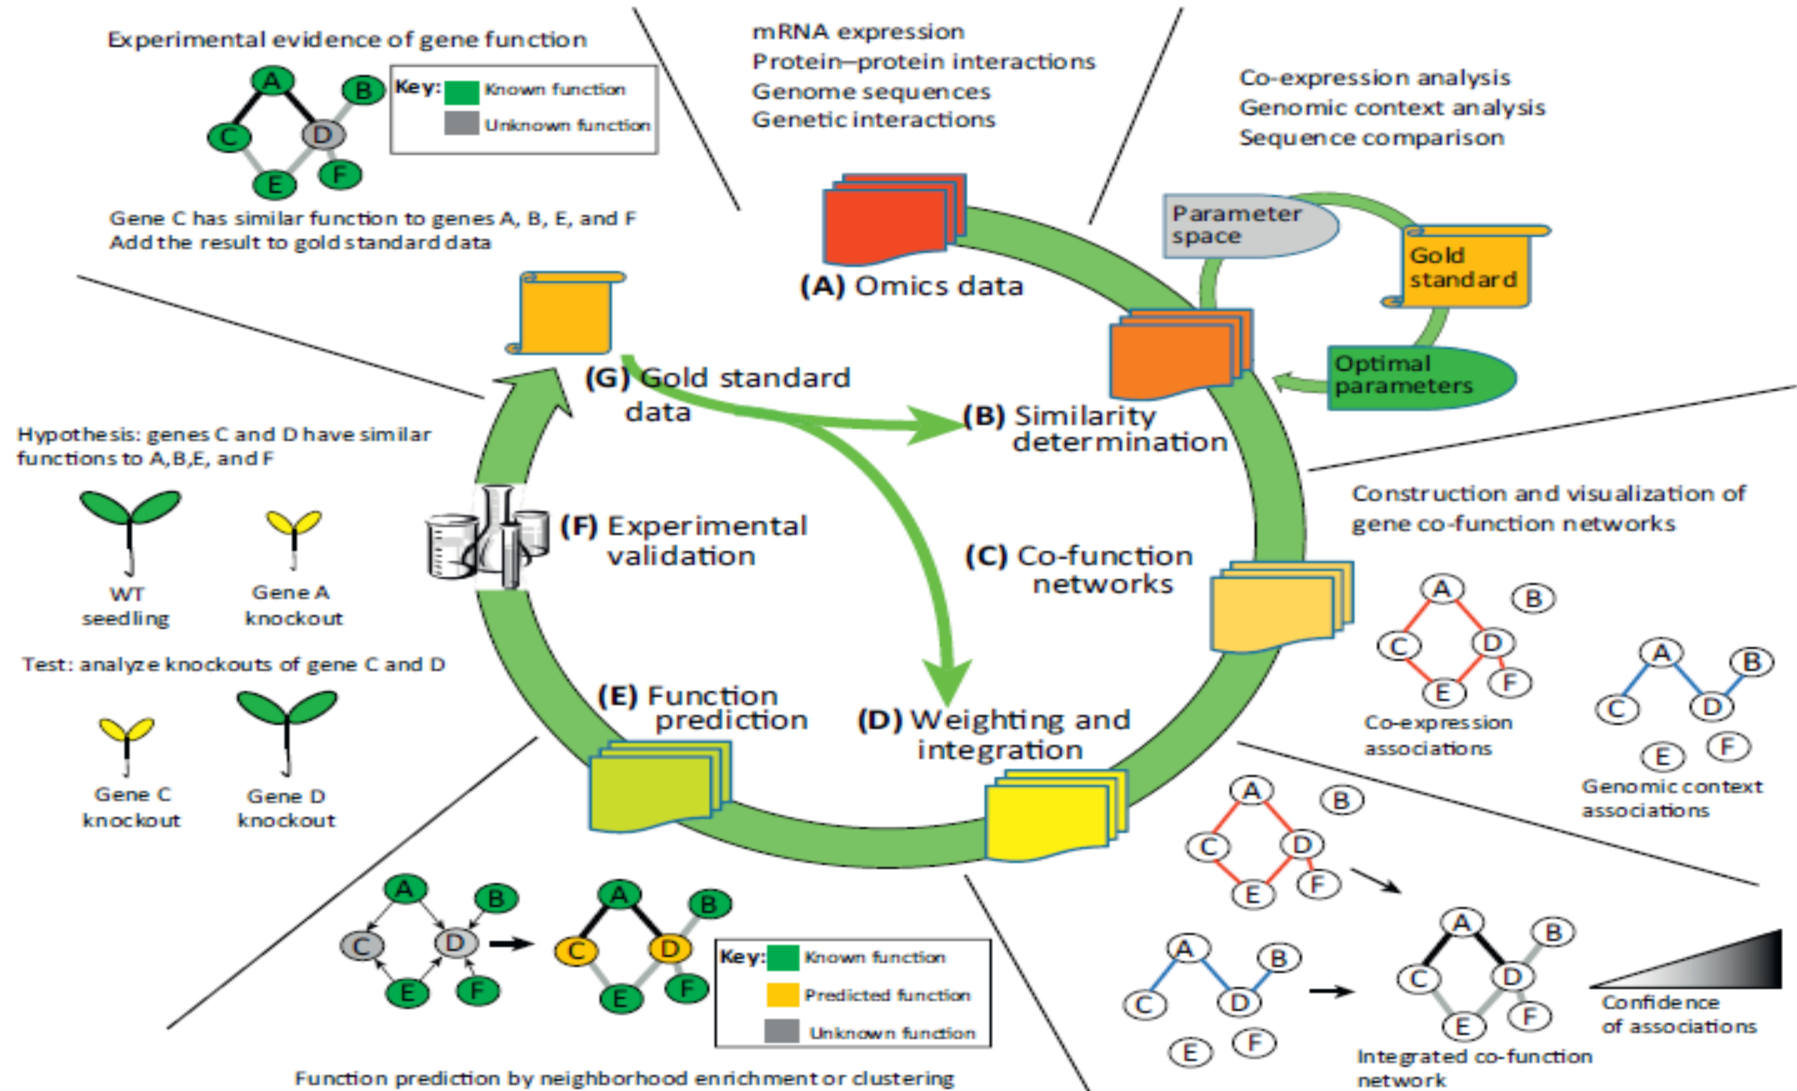 Experimental evidence of gene function
A
B
C
D
E
F
Key:
Known function
Unknown function
Gene C has similar function to genes A, B, E, and F
Add the result to gold standard data
mRNA expression
Protein–protein interactions
Genome sequences
Genetic interactions
Co-expression analysis
Genomic context analysis
Sequence comparison
Parameter
space
Gold
standard
Optimal
parameters
(A) Omics data
(B) Similarity
determination
(G) Gold standard
data
(F) Experimental
validation
(C) Co-function
networks
(E) Function
prediction
(D) Weighting and
integration
Hypothesis: genes C and D have similar
functions to A,B,E, and F
WT
seedling
Gene A
knockout
Test: analyze knockouts of gene C and D
Gene C
knockout
Gene D
knockout
Construction and visualization of
gene co-function networks
A
B
C
D
E
F
Co-expression
associations
A
B
C
D
E
F
Genomic context
associations
A
B
C
D
E
F
A
B
C
D
E
F
A
B
C
D
E
F
Confidence
of associations
Integrated co-function
network
A
B
C
D
E
F
A
B
C
D
E
F
Key:
Known function
Predicted function
Unknown function
Function prediction by neighborhood enrichment or clustering